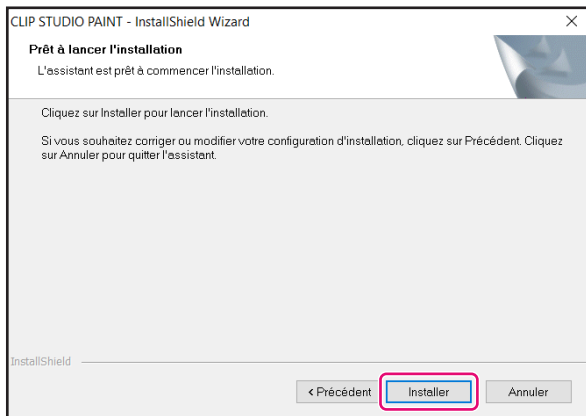 CLIP STUDIO PAINT - InstallShield Wizard
Prêt à lancer l'installation
L'assistant est prêt à commencer l'installation.
Cliquez sur Installer pour lancer l'installation.
Si vous souhaitez corriger ou modifier votre configuration d'installation, cliquez sur Précédent. Cliquez
sur Annuler pour quitter l'assistant.
InstallShield
< Précédent Installer Annuler